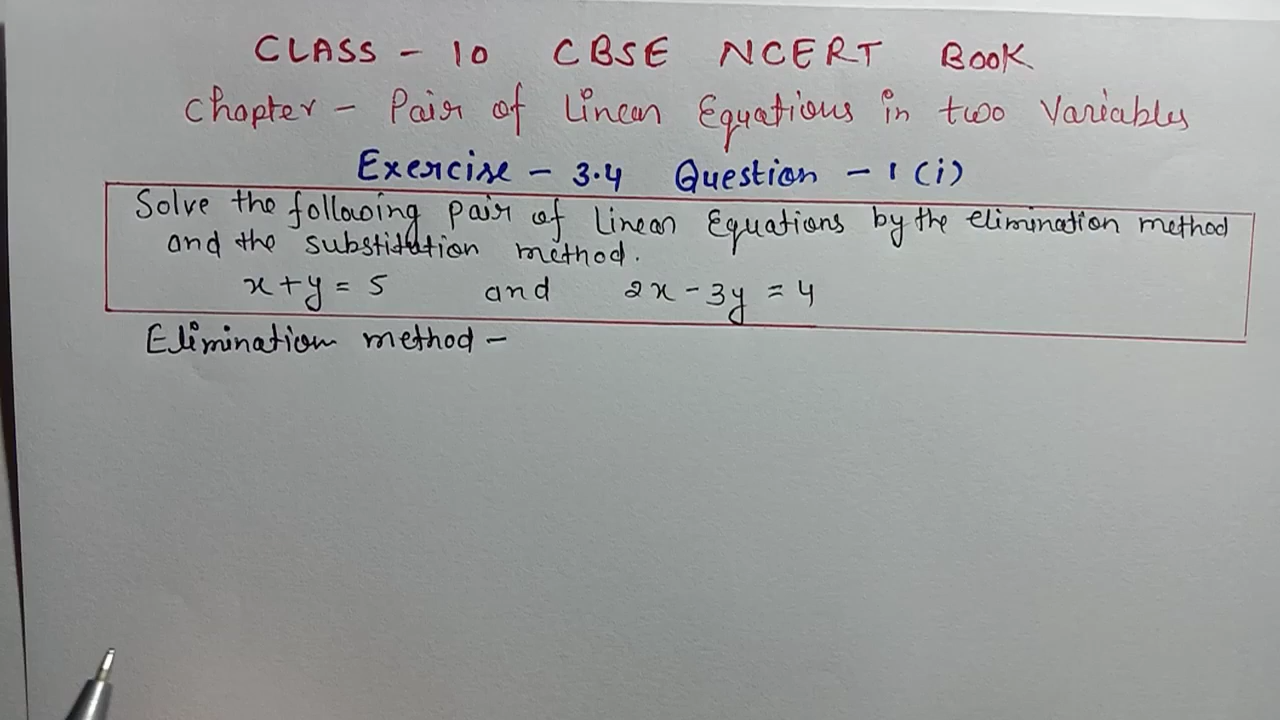 CLASS - 10 CBSE NCERT BOOK
Chapter - Pair of Linear Equations in two Variables
Exercise - 3.4 Question - 1 (i)
Solve the following pair of linear Equations by the elimination method
and the substitution method.
x + y = 5 and 2x - 3y = 4
Elimination method -